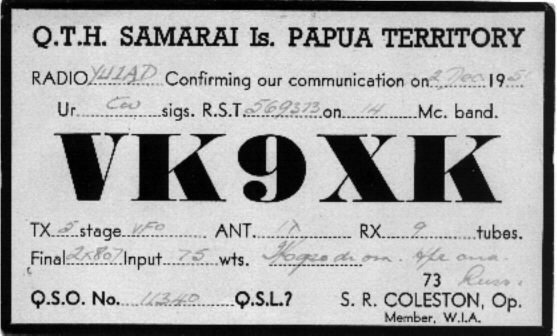 Q.T.H. SAMARAI Is. PAPUA TERRITORY
RADIO YU1AD Confirming our communication on 2 Dec. 195
Ur CW sigs. R.S.T. 569373 on 14 Mc. band.
VK9XK
TX 5 stage VFO ANT. RX 9 tubes.
Final 2x807 Input 75 wts.
73
Q.S.O. No. 11340 Q.S.L.? S. R. COLESTON, Op.
Member, W.I.A.